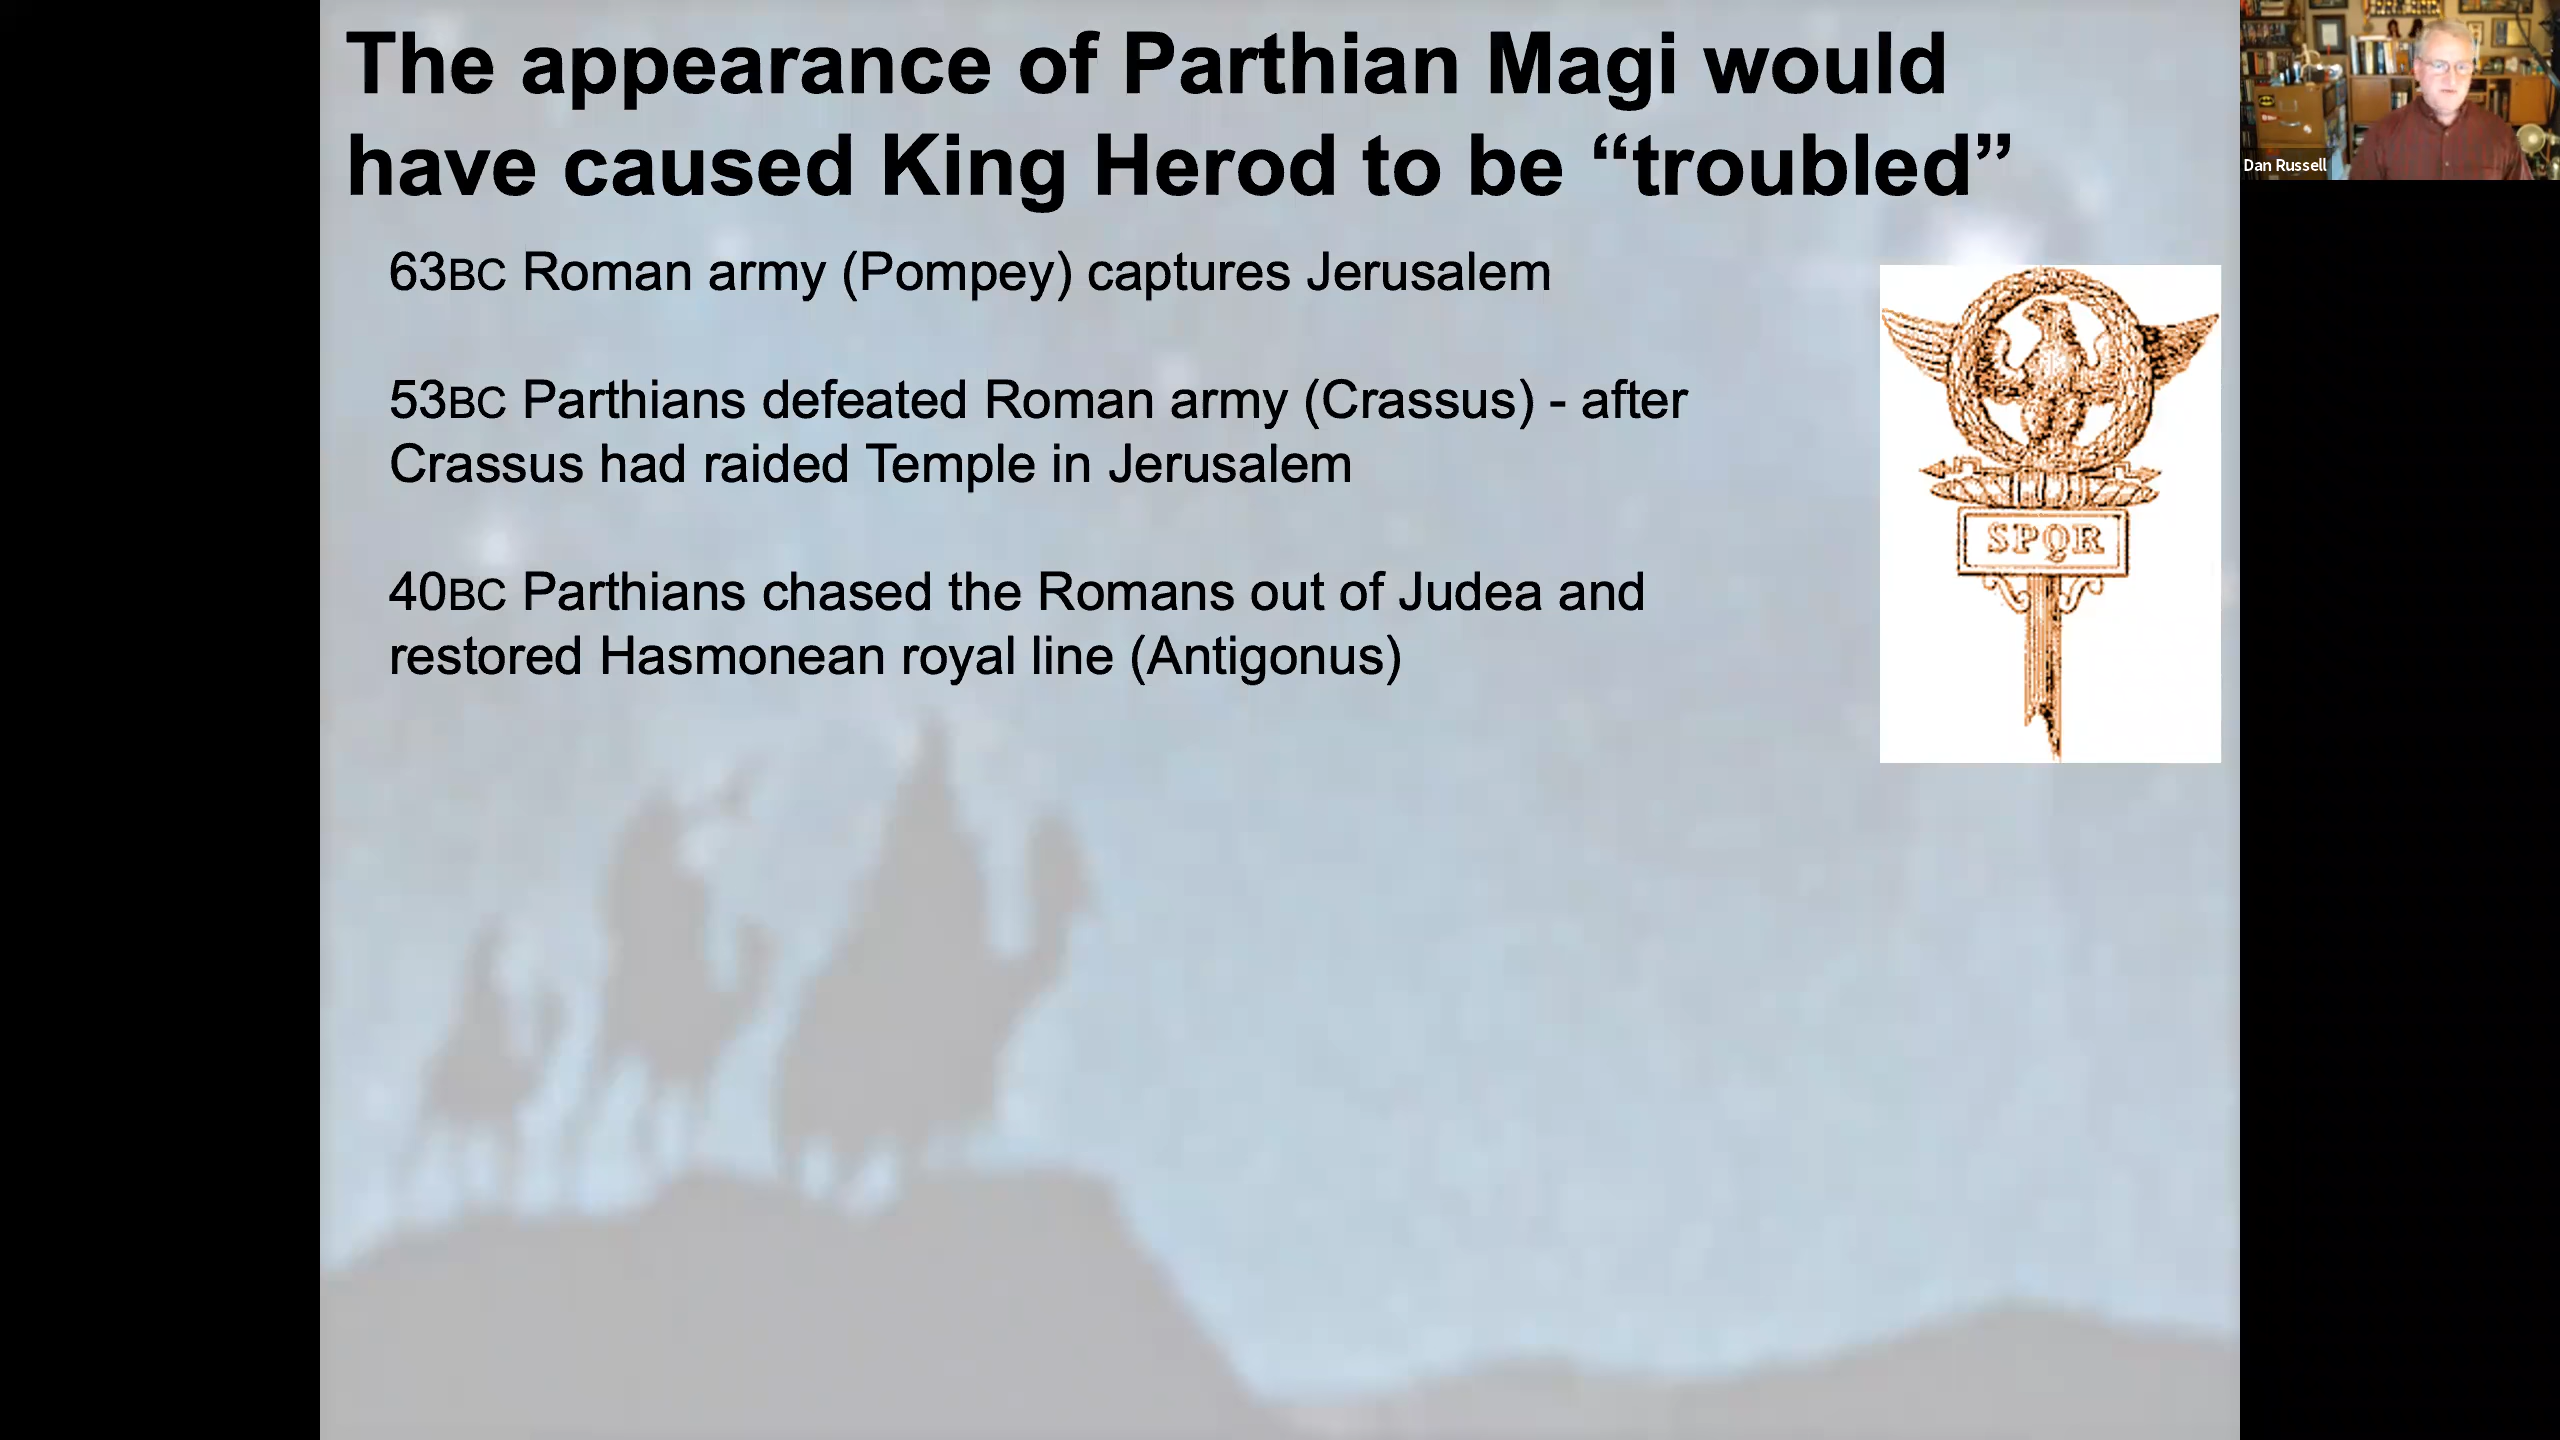 The appearance of Parthian Magi would
have caused King Herod to be “troubled”
Dan Russell
63BC Roman army (Pompey) captures Jerusalem
53BC Parthians defeated Roman army (Crassus) - after
Crassus had raided Temple in Jerusalem
40BC Parthians chased the Romans out of Judea and
restored Hasmonean royal line (Antigonus)
SPQR